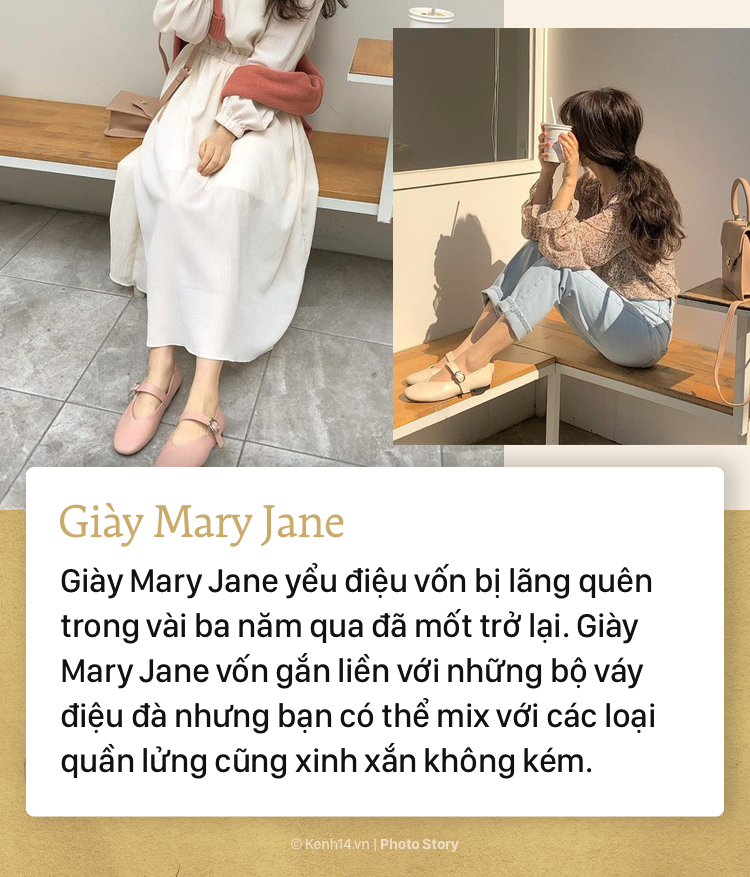 Giày Mary Jane
Giày Mary Jane yểu điệu vốn bị lãng quên
trong vài ba năm qua đã mốt trở lại. Giày
Mary Jane vốn gắn liền với những bộ váy
điệu đà nhưng bạn có thể mix với các loại
quần lửng cũng xinh xắn không kém.
© Kenh14.vn | Photo Story